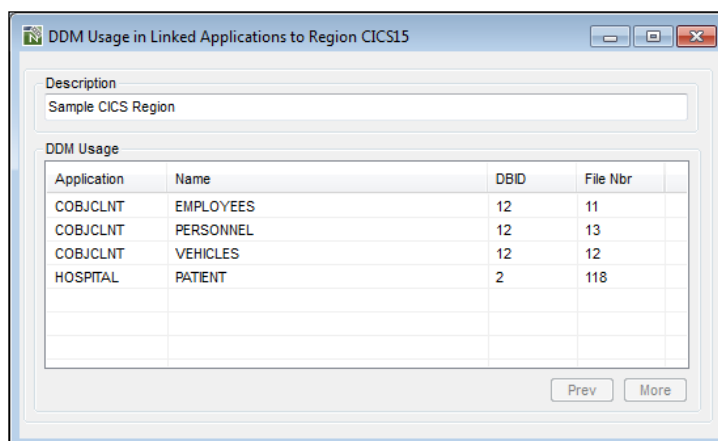 DDM Usage in Linked Applications to Region CICS15
Description
Sample CICS Region
DDM Usage
Application Name DBID File Nbr
COBJCLNT EMPLOYEES 12 11
COBJCLNT PERSONNEL 12 13
COBJCLNT VEHICLES 12 12
HOSPITAL PATIENT 2 118
Prev More